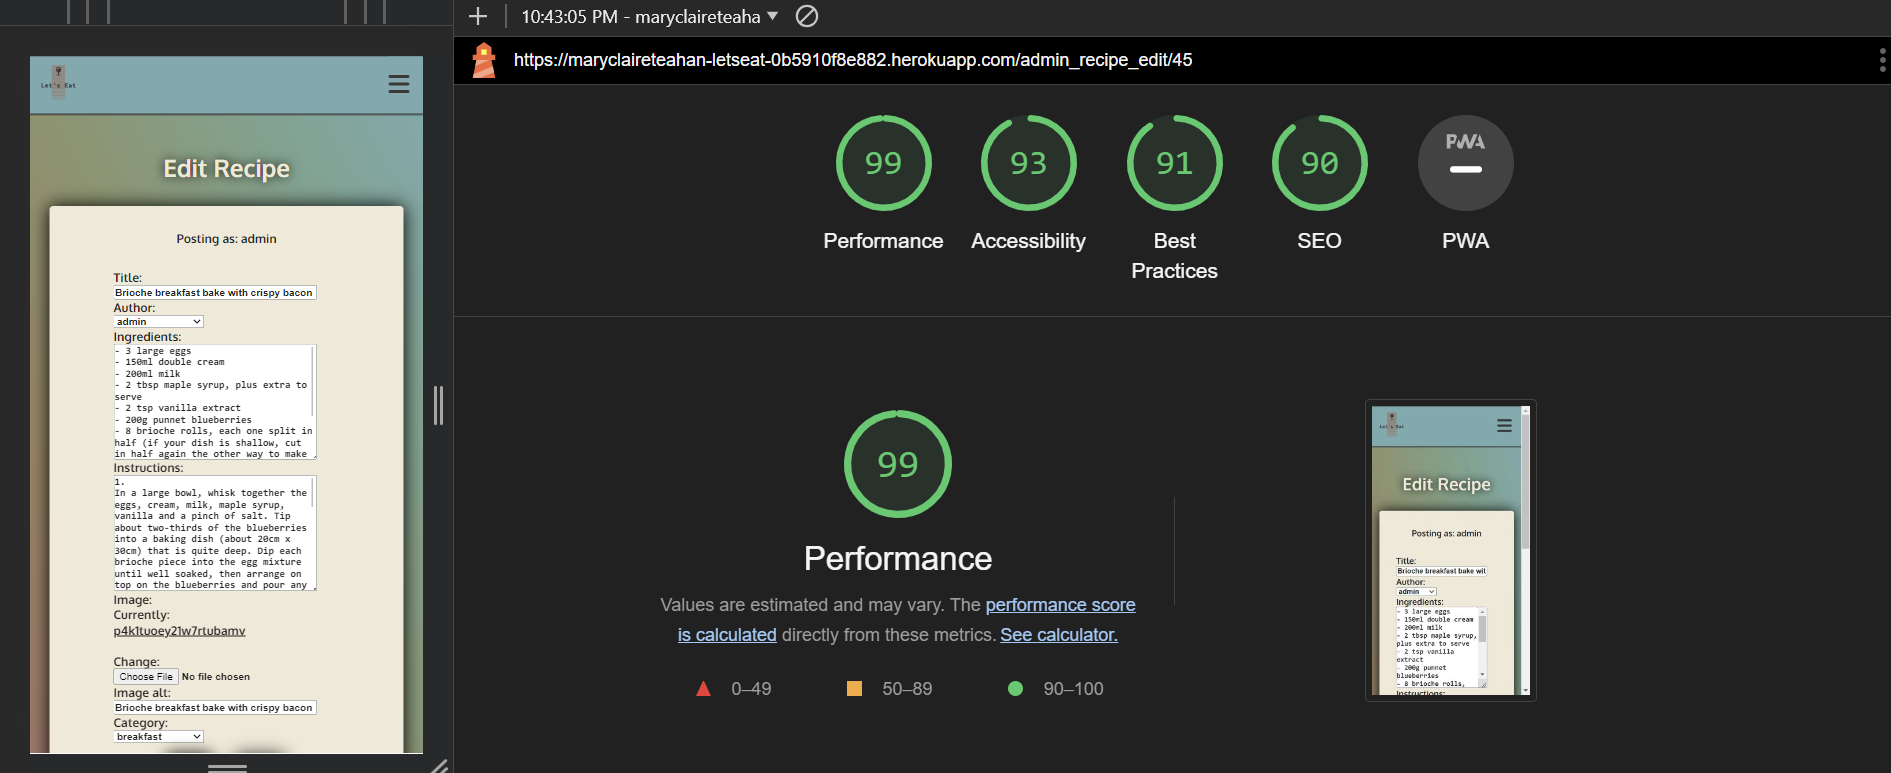 Let's Eat
Edit Recipe
Posting as: admin
Title:
Brioche breakfast bake with crispy bacon
Author:
admin
Ingredients:
- 3 large eggs
- 150ml double cream
- 200ml milk
- 2 tbsp maple syrup, plus extra to
serve
- 2 tsp vanilla extract
- 200g punnet blueberries
- 8 brioche rolls, each one split in
half (if your dish is shallow, cut
in half again the other way to make
Instructions:
1.
In a large bowl, whisk together the
eggs, cream, milk, maple syrup,
vanilla and a pinch of salt. Tip
about two-thirds of the blueberries
into a baking dish (about 20cm x
30cm) that is quite deep. Dip each
brioche piece into the egg mixture
until well soaked, then arrange on
top on the blueberries and pour any
Image:
Currently:
p4k1tuoey21w7rtubamv
Change:
Choose File No file chosen
Image alt:
Brioche breakfast bake with crispy bacon
Category:
breakfast
10:43:05 PM - maryclaireteaha
https://maryclaireteahan-letseat-0b5910f8e882.herokuapp.com/admin_recipe_edit/45
99
Performance
93
Accessibility
91
Best
Practices
90
SEO
PWA
PWA
99
Performance
Values are estimated and may vary. The performance score
is calculated directly from these metrics. See calculator.
0–49
50–89
90–100
Let's Eat
Edit Recipe
Posting as: admin
Title:
Brioche breakfast bake wit
Author:
admin
Ingredients:
- 3 large eggs
- 150ml double cream
- 200ml milk
- 2 tbsp maple syrup,
plus extra to serve
- 2 tsp vanilla
extract
- 200g punnet
blueberries
- 8 brioche rolls,
Instructions: